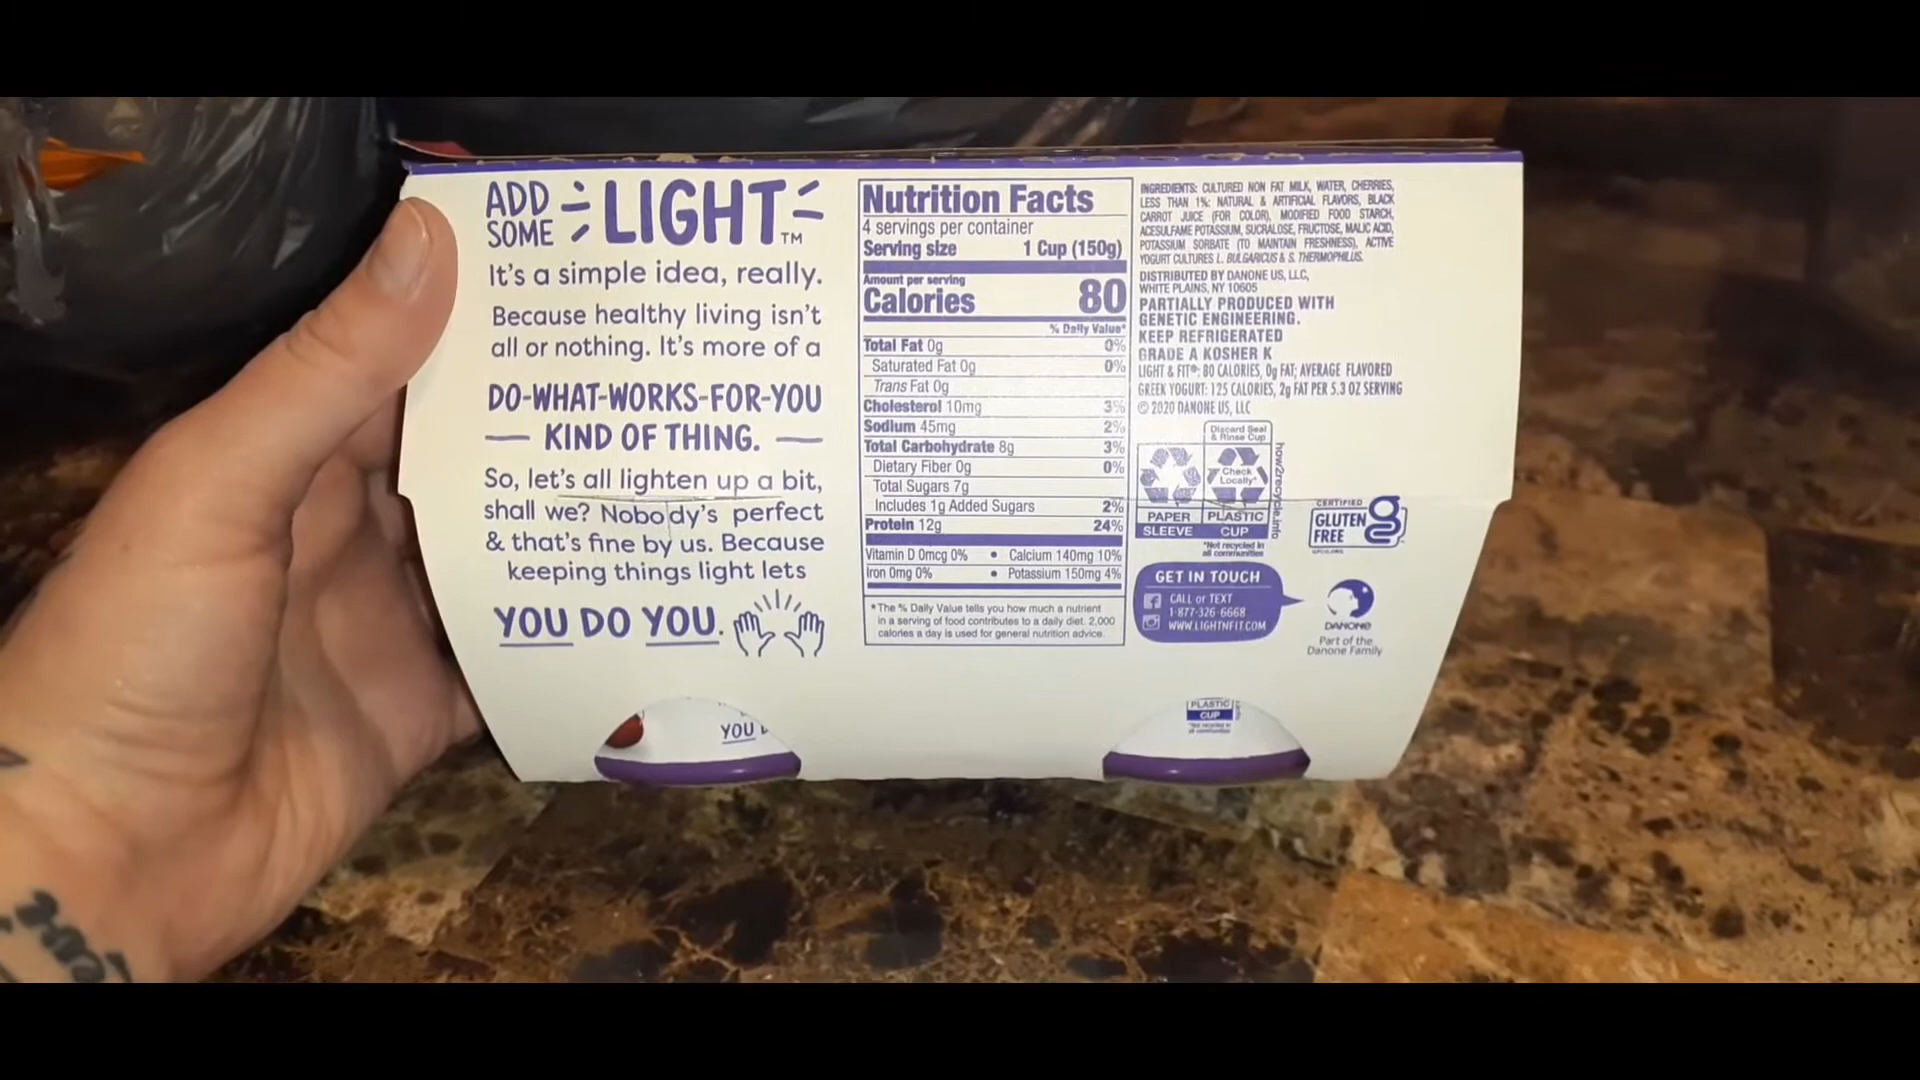 ADD
SOME
LIGHT™
It's a simple idea, really.
Because healthy living isn't
all or nothing. It's more of a
DO-WHAT-WORKS-FOR-YOU
KIND OF THING.
So, let's all lighten up a bit,
shall we? Nobody's perfect
& that's fine by us. Because
keeping things light lets
YOU DO YOU.
Nutrition Facts
4 servings per container
Serving size 1 Cup (150g)
Amount per serving
Calories 80
% Daily Value*
Total Fat 0g 0%
Saturated Fat 0g 0%
Trans Fat 0g
Cholesterol 10mg 3%
Sodium 45mg 2%
Total Carbohydrate 8g 3%
Dietary Fiber 0g 0%
Total Sugars 7g
Includes 1g Added Sugars 2%
Protein 12g 24%
Vitamin D 0mcg 0% • Calcium 140mg 10%
Iron 0mg 0% • Potassium 150mg 4%
*The % Daily Value tells you how much a nutrient
in a serving of food contributes to a daily diet. 2,000
calories a day is used for general nutrition advice.
INGREDIENTS: CULTURED NON FAT MILK, WATER, CHERRIES,
LESS THAN 1%: NATURAL & ARTIFICIAL FLAVORS, BLACK
CARROT JUICE (FOR COLOR), MODIFIED FOOD STARCH,
ACESULFAME POTASSIUM, SUCRALOSE, FRUCTOSE, MALIC ACID,
POTASSIUM SORBATE (TO MAINTAIN FRESHNESS), ACTIVE
YOGURT CULTURES L. BULGARICUS & S. THERMOPHILUS.
DISTRIBUTED BY DANONE US, LLC,
WHITE PLAINS, NY 10605
PARTIALLY PRODUCED WITH
GENETIC ENGINEERING.
KEEP REFRIGERATED
GRADE A KOSHER K
LIGHT & FIT®: 80 CALORIES, 0g FAT; AVERAGE FLAVORED
GREEK YOGURT: 125 CALORIES, 2g FAT PER 5.3 OZ SERVING
© 2020 DANONE US, LLC
Discard Seal
& Rinse Cup
Check
Locally*
how2recycle.info
PAPER
SLEEVE
PLASTIC
CUP
*Not recycled in
all communities
CERTIFIED
GLUTEN
FREE
GET IN TOUCH
CALL or TEXT
1-877-326-6668
WWW.LIGHTNFIT.COM
DANONE
Part of the
Danone Family
YOU
PLASTIC
CUP